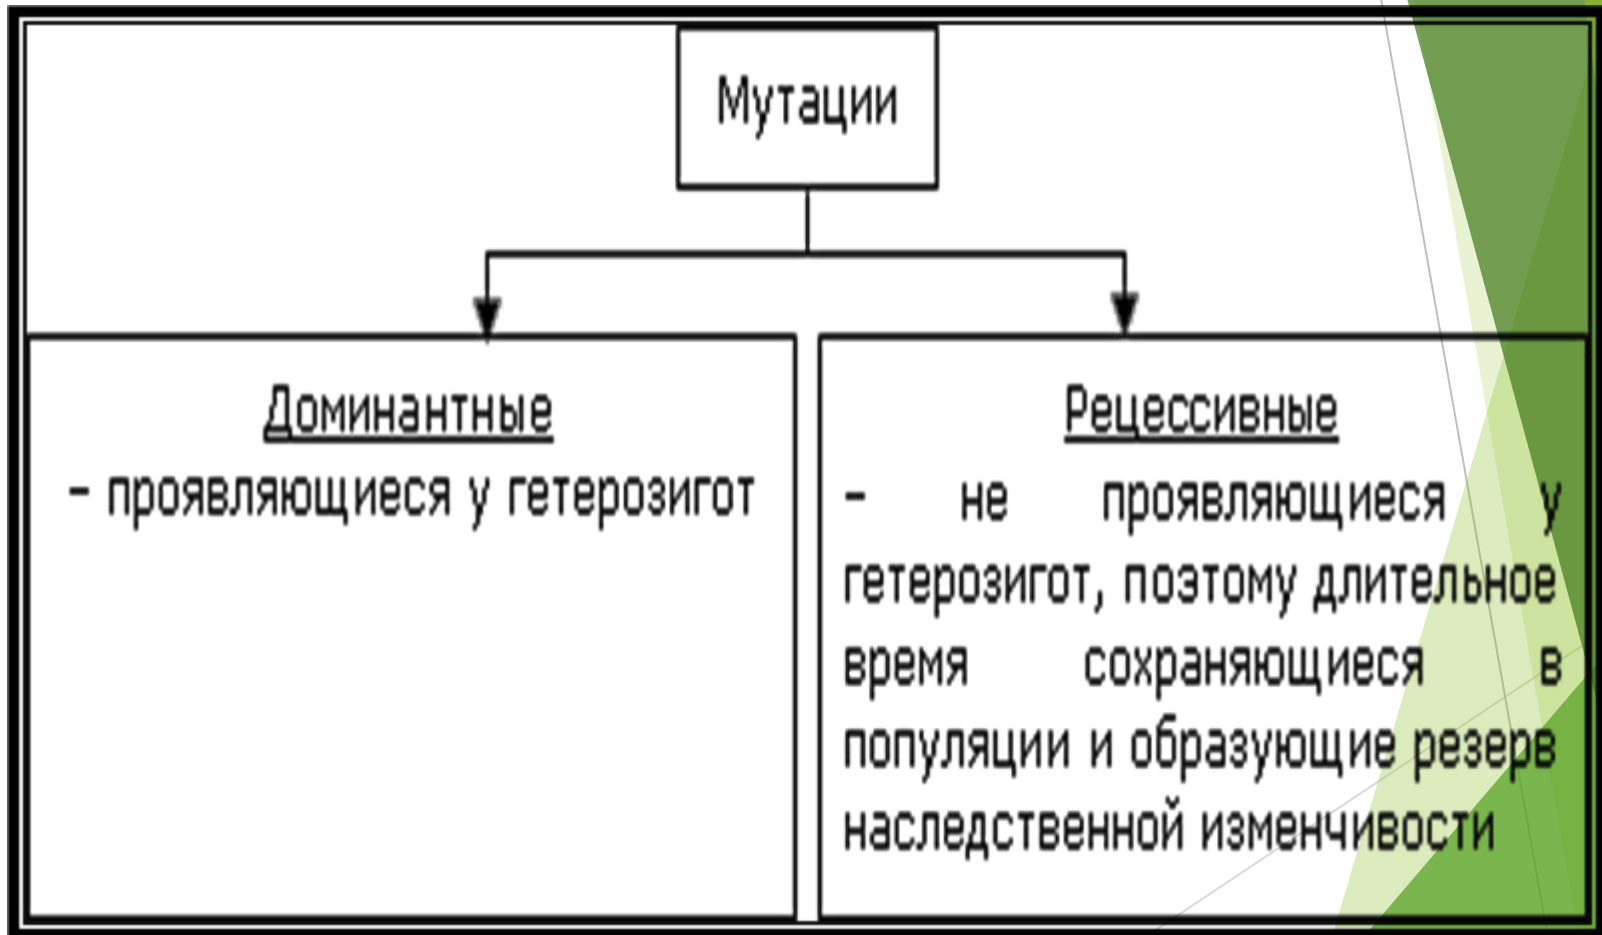 Мутации
Доминантные
– проявляющиеся у гетерозигот
Рецессивные
– не проявляющиеся у
гетерозигот, поэтому длительное
время сохраняющиеся в
популяции и образующие резерв
наследственной изменчивости